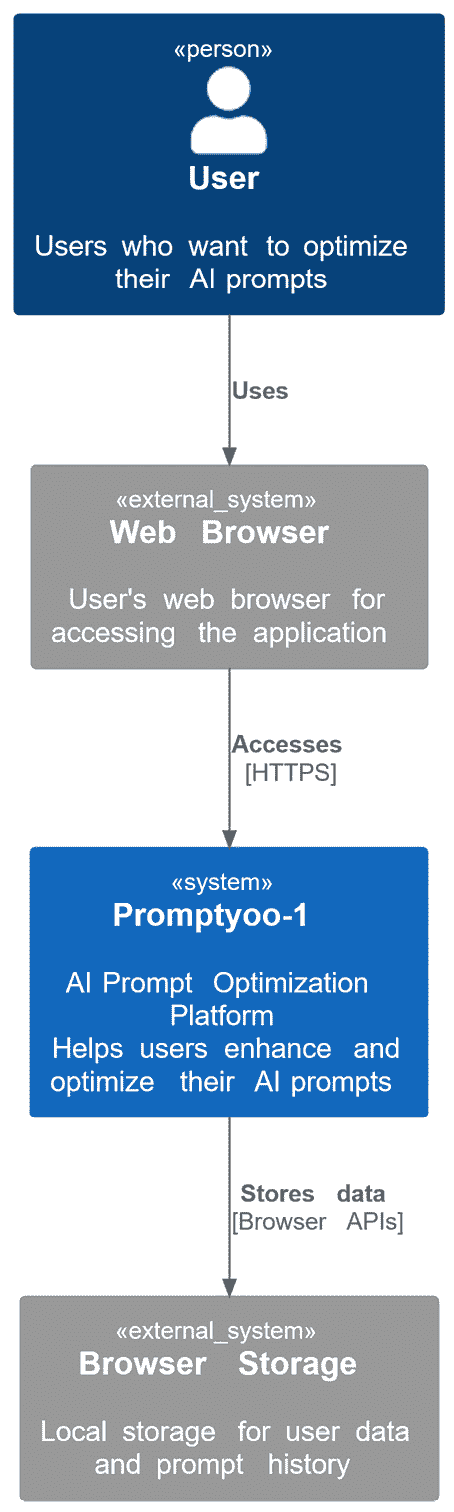 «person»
User
Users who want to optimize
their AI prompts
Uses
«external_system»
Web Browser
User's web browser for
accessing the application
Accesses
[HTTPS]
«system»
Promptyoo-1
AI Prompt Optimization
Platform
Helps users enhance and
optimize their AI prompts
Stores data
[Browser APIs]
«external_system»
Browser Storage
Local storage for user data
and prompt history